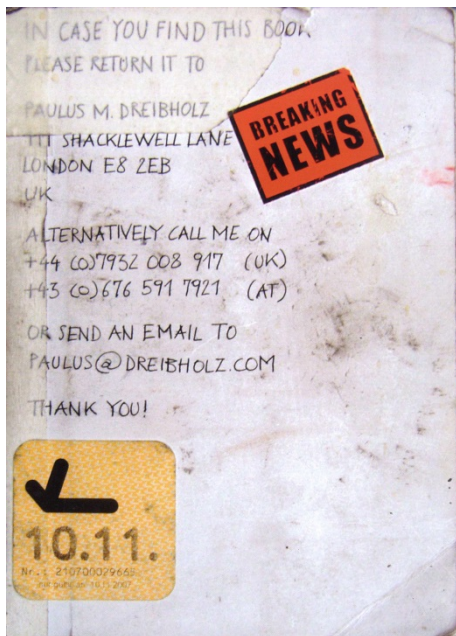 IN CASE YOU FIND THIS BOOK
PLEASE RETURN IT TO
PAULUS M. DREIBHOLZ
111 SHACKLEWELL LANE
LONDON E8 2EB
UK
BREAKING
NEWS
ALTERNATIVELY CALL ME ON
+44 (0)7932 008 917 (UK)
+43 (0)676 591 7921 (AT)
OR SEND AN EMAIL TO
PAULUS@DREIBHOLZ.COM
THANK YOU!
10.11.
Nr.: 210700029665